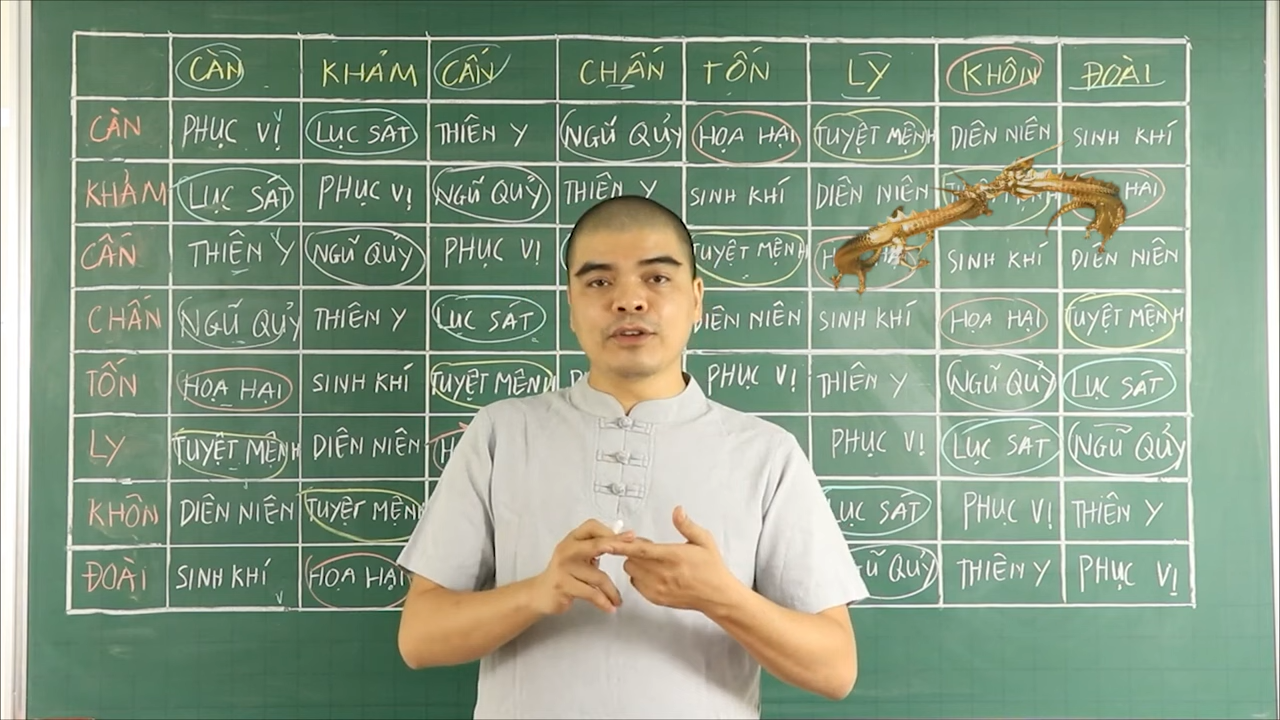 CÀN KHẢM CẤN CHẤN TỐN LY KHÔN ĐOÀI
CÀN PHỤC VỊ LỤC SÁT THIÊN Y NGŨ QUỶ HỌA HẠI TUYỆT MỆNH DIÊN NIÊN SINH KHÍ
KHẢM LỤC SÁT PHỤC VỊ NGŨ QUỶ THIÊN Y SINH KHÍ DIÊN NIÊN HẠI
CẤN THIÊN Y NGŨ QUỶ PHỤC VỊ TUYỆT MỆNH SINH KHÍ DIÊN NIÊN
CHẤN NGŨ QUỶ THIÊN Y LỤC SÁT DIÊN NIÊN SINH KHÍ HỌA HẠI TUYỆT MỆNH
TỐN HỌA HẠI SINH KHÍ TUYỆT MỆNH PHỤC VỊ THIÊN Y NGŨ QUỶ LỤC SÁT
LY TUYỆT MỆNH DIÊN NIÊN PHỤC VỊ LỤC SÁT NGŨ QUỶ
KHÔN DIÊN NIÊN TUYỆT MỆNH LỤC SÁT PHỤC VỊ THIÊN Y
ĐOÀI SINH KHÍ HỌA HẠI QUỶ THIÊN Y PHỤC VỊ